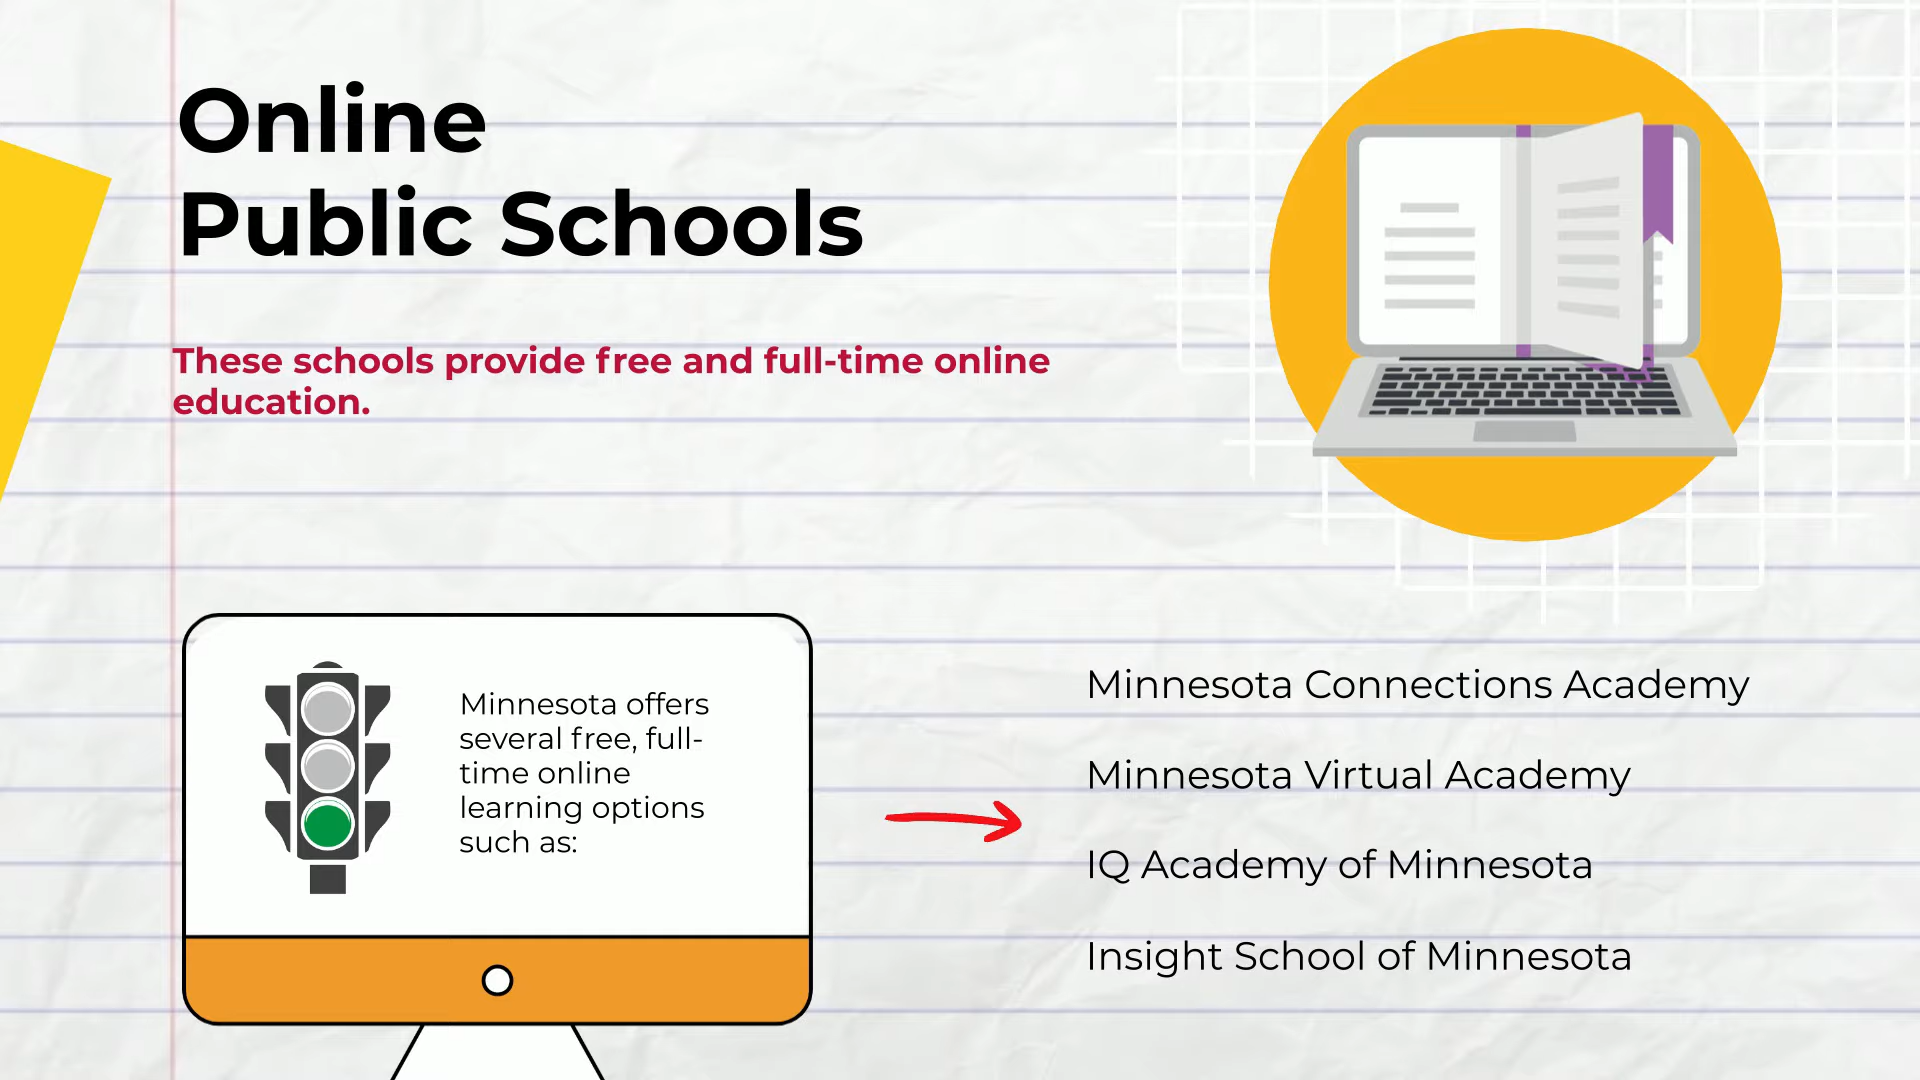 Online
Public Schools
These schools provide free and full-time online
education.
Minnesota offers
several free, full-
time online
learning options
such as:
Minnesota Connections Academy
Minnesota Virtual Academy
IQ Academy of Minnesota
Insight School of Minnesota